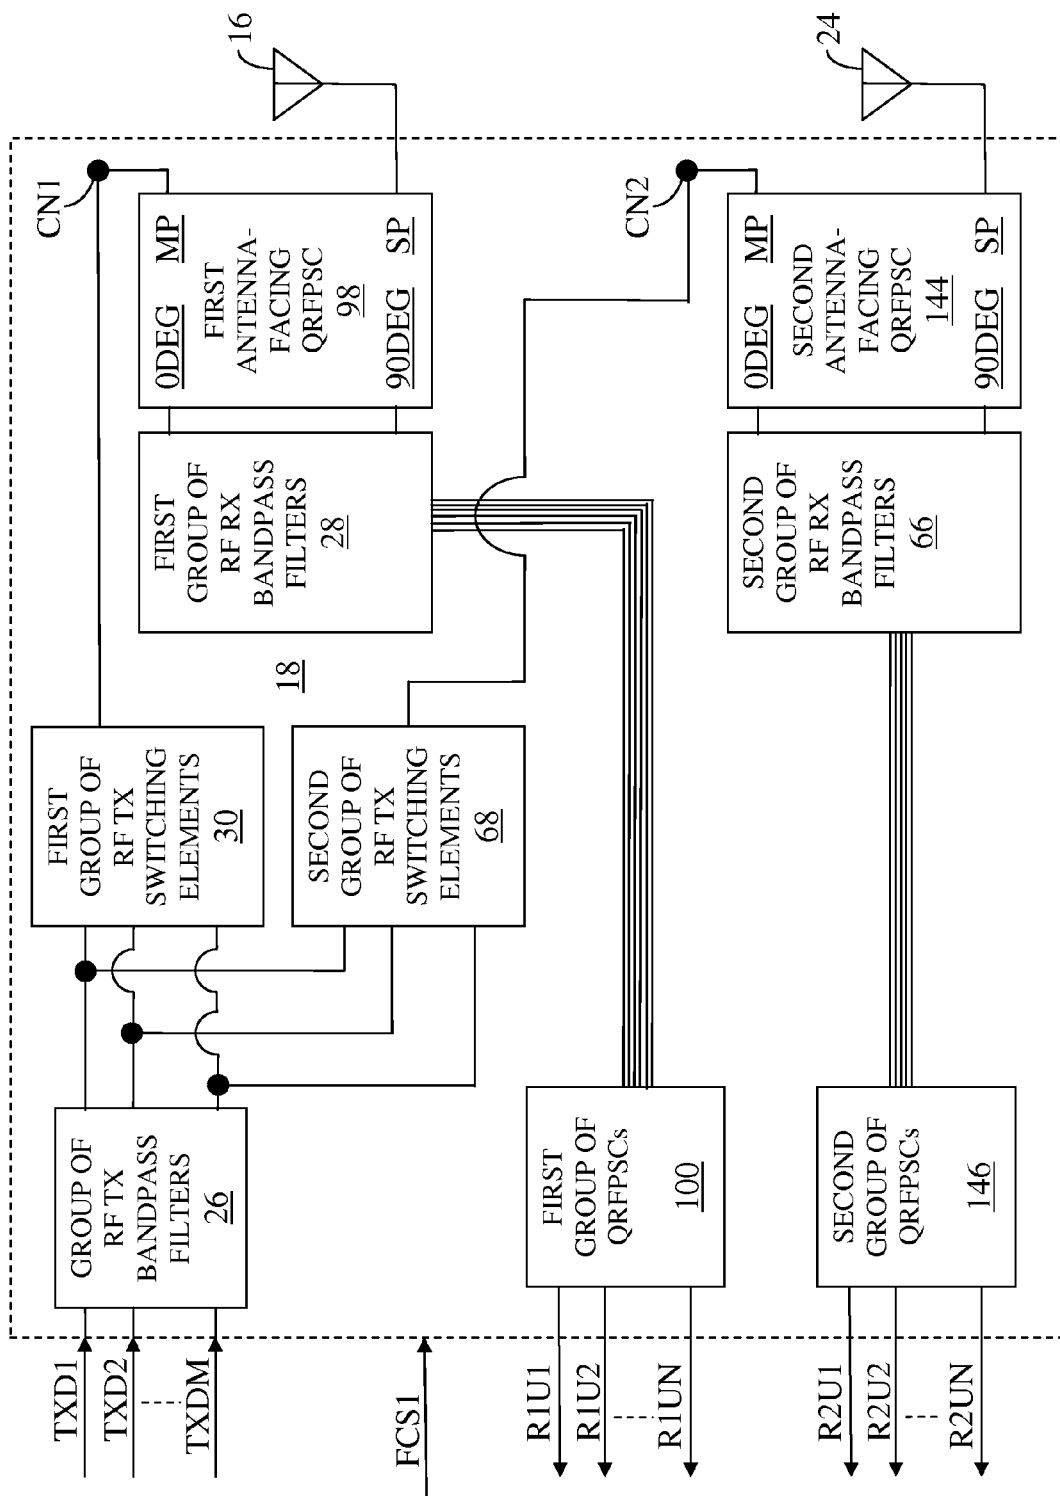 TXD1
TXD2
TXDM
FCS1
R1U1
R1U2
R1UN
R2U1
R2U2
R2UN
GROUP OF
RF TX
BANDPASS
FILTERS
26
FIRST
GROUP OF
RF TX
SWITCHING
ELEMENTS
30
SECOND
GROUP OF
RF TX
SWITCHING
ELEMENTS
68
18
FIRST
GROUP OF
QRFPSCs
100
SECOND
GROUP OF
QRFPSCs
146
FIRST
GROUP OF
RF RX
BANDPASS
FILTERS
28
0DEG MP
FIRST
ANTENNA-
FACING
QRFPSC
98
90DEG SP
CN1
16
SECOND
GROUP OF
RF RX
BANDPASS
FILTERS
66
0DEG MP
SECOND
ANTENNA-
FACING
QRFPSC
144
90DEG SP
CN2
24